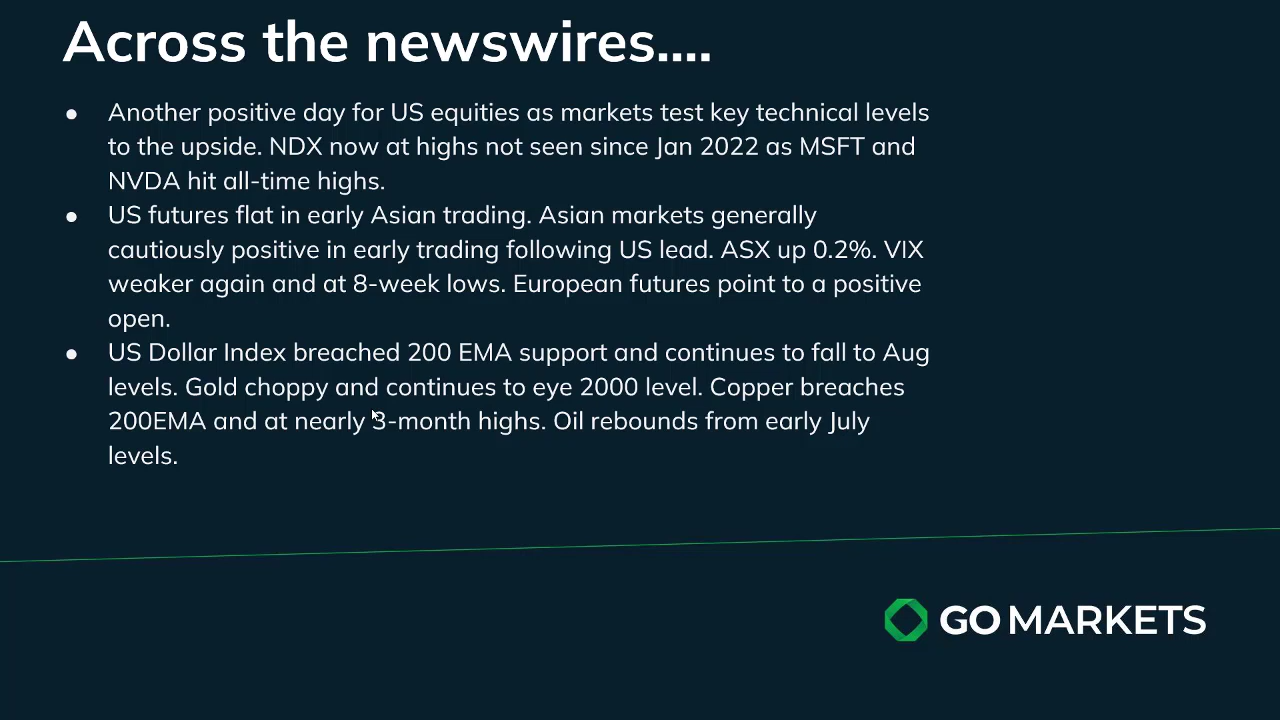 Across the newswires....
● Another positive day for US equities as markets test key technical levels
to the upside. NDX now at highs not seen since Jan 2022 as MSFT and
NVDA hit all-time highs.
● US futures flat in early Asian trading. Asian markets generally
cautiously positive in early trading following US lead. ASX up 0.2%. VIX
weaker again and at 8-week lows. European futures point to a positive
open.
● US Dollar Index breached 200 EMA support and continues to fall to Aug
levels. Gold choppy and continues to eye 2000 level. Copper breaches
200EMA and at nearly 3-month highs. Oil rebounds from early July
levels.
GO MARKETS